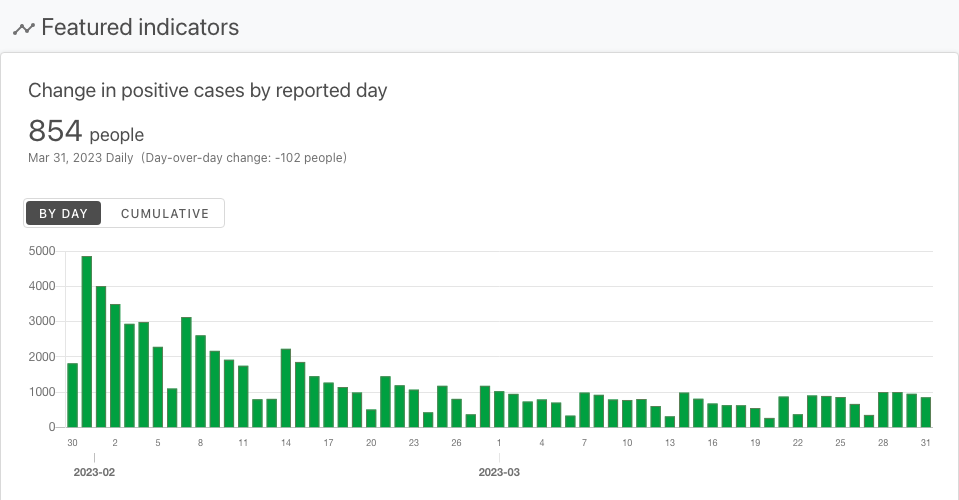 Featured indicators
Change in positive cases by reported day
854 people
Mar 31, 2023 Daily (Day-over-day change: -102 people)
BY DAY CUMULATIVE
5000
4000
3000
2000
1000
0
30 2 5 8 11 14 17 20 23 26 1 4 7 10 13 16 19 22 25 28 31
2023-02 2023-03